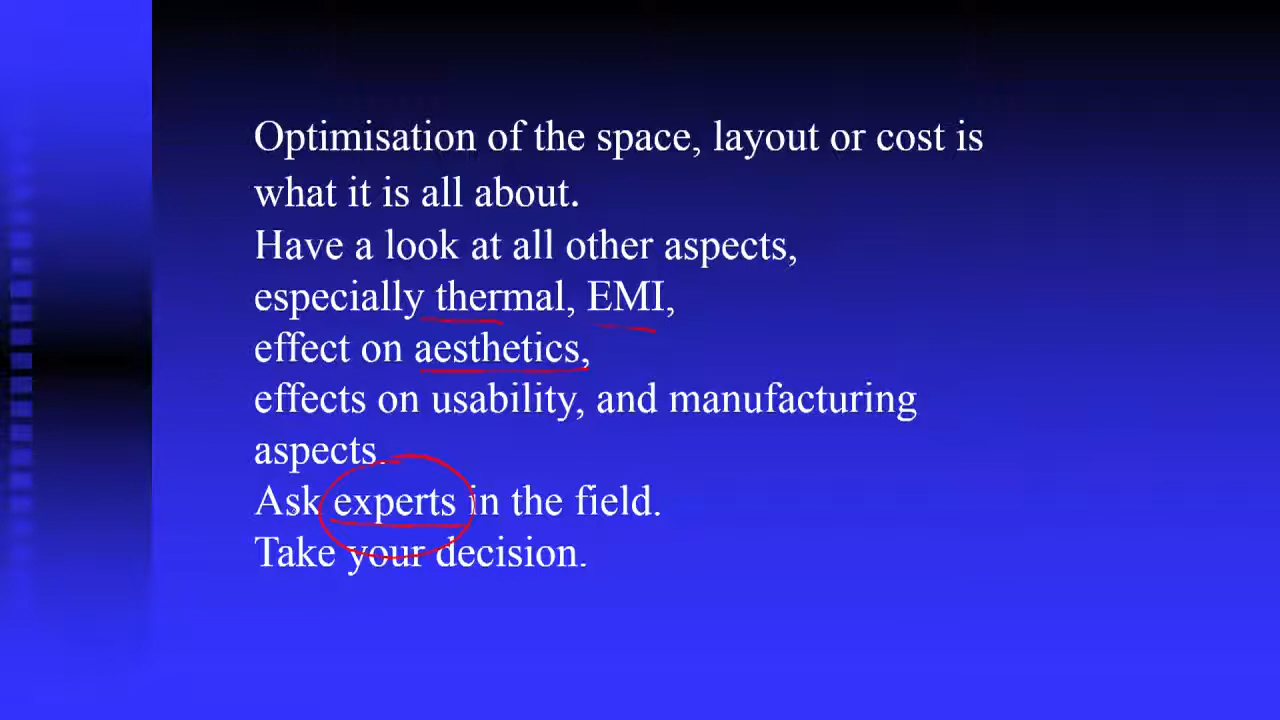 Optimisation of the space, layout or cost is
what it is all about.
Have a look at all other aspects,
especially thermal, EMI,
effect on aesthetics,
effects on usability, and manufacturing
aspects.
Ask experts in the field.
Take your decision.